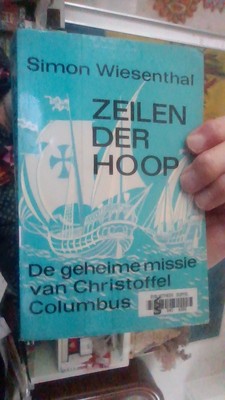 Simon Wiesenthal
ZEILEN
DER
HOOP
De geheime missie
van Christoffel
Columbus